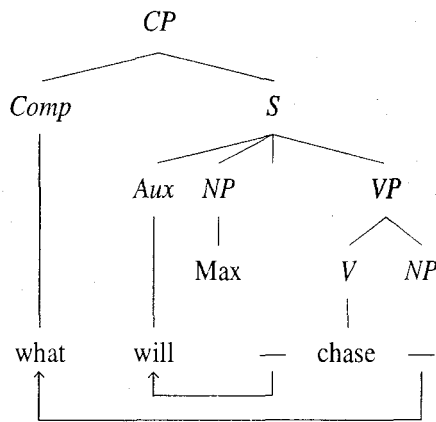 CP
Comp S
Aux NP VP
Max V NP
what will — chase —